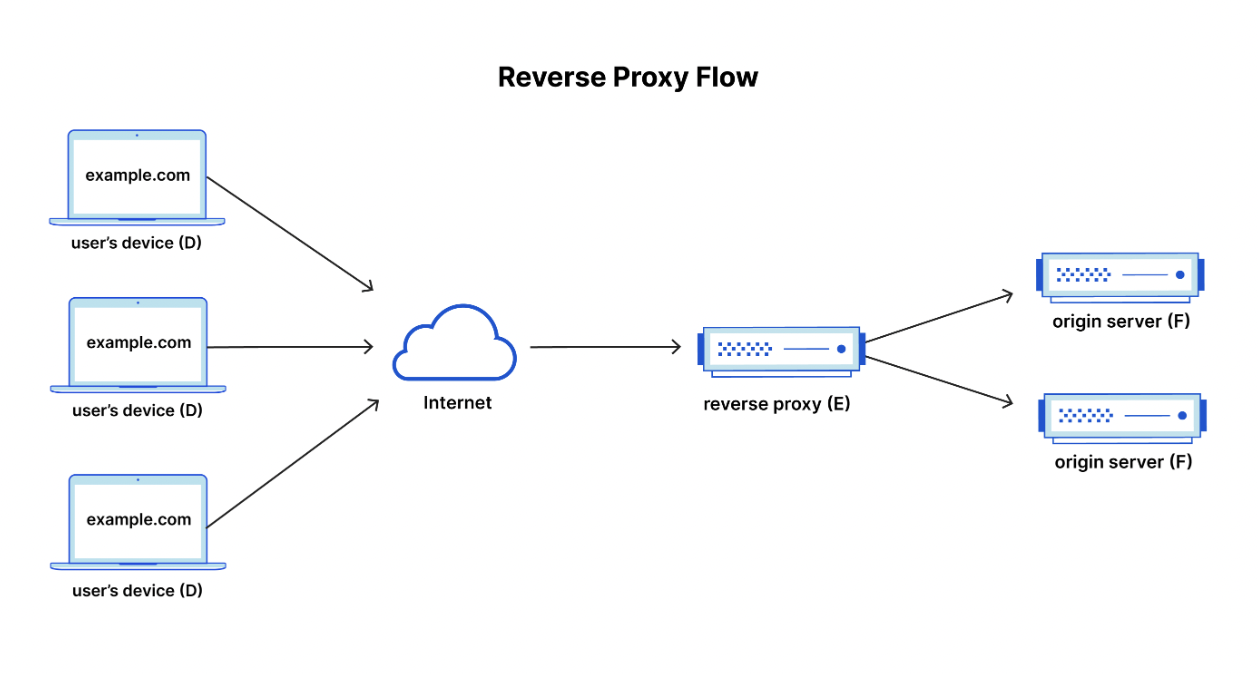 Reverse Proxy Flow
example.com
user's device (D)
example.com
user's device (D)
example.com
user's device (D)
Internet
reverse proxy (E)
origin server (F)
origin server (F)